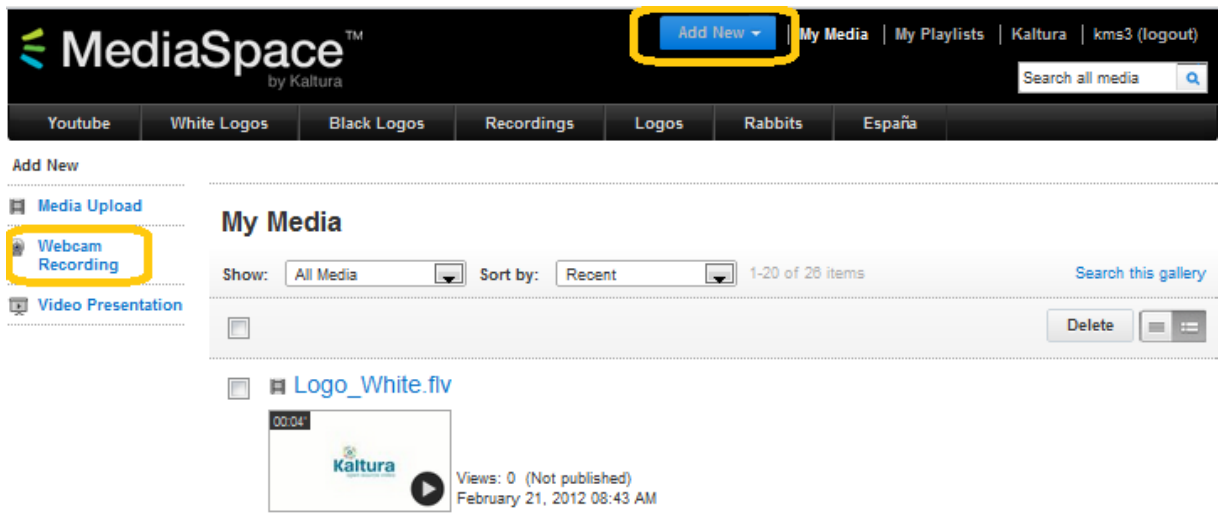 MediaSpace™
by Kaltura
Add New
My Media | My Playlists | Kaltura | kms3 (logout)
Search all media
Youtube White Logos Black Logos Recordings Logos Rabbits España
Add New
Media Upload
Webcam
Recording
Video Presentation
My Media
Show: All Media Sort by: Recent 1-20 of 26 items Search this gallery
Delete
Logo_White.flv
00:04"
Kaltura
Views: 0 (Not published)
February 21, 2012 08:43 AM